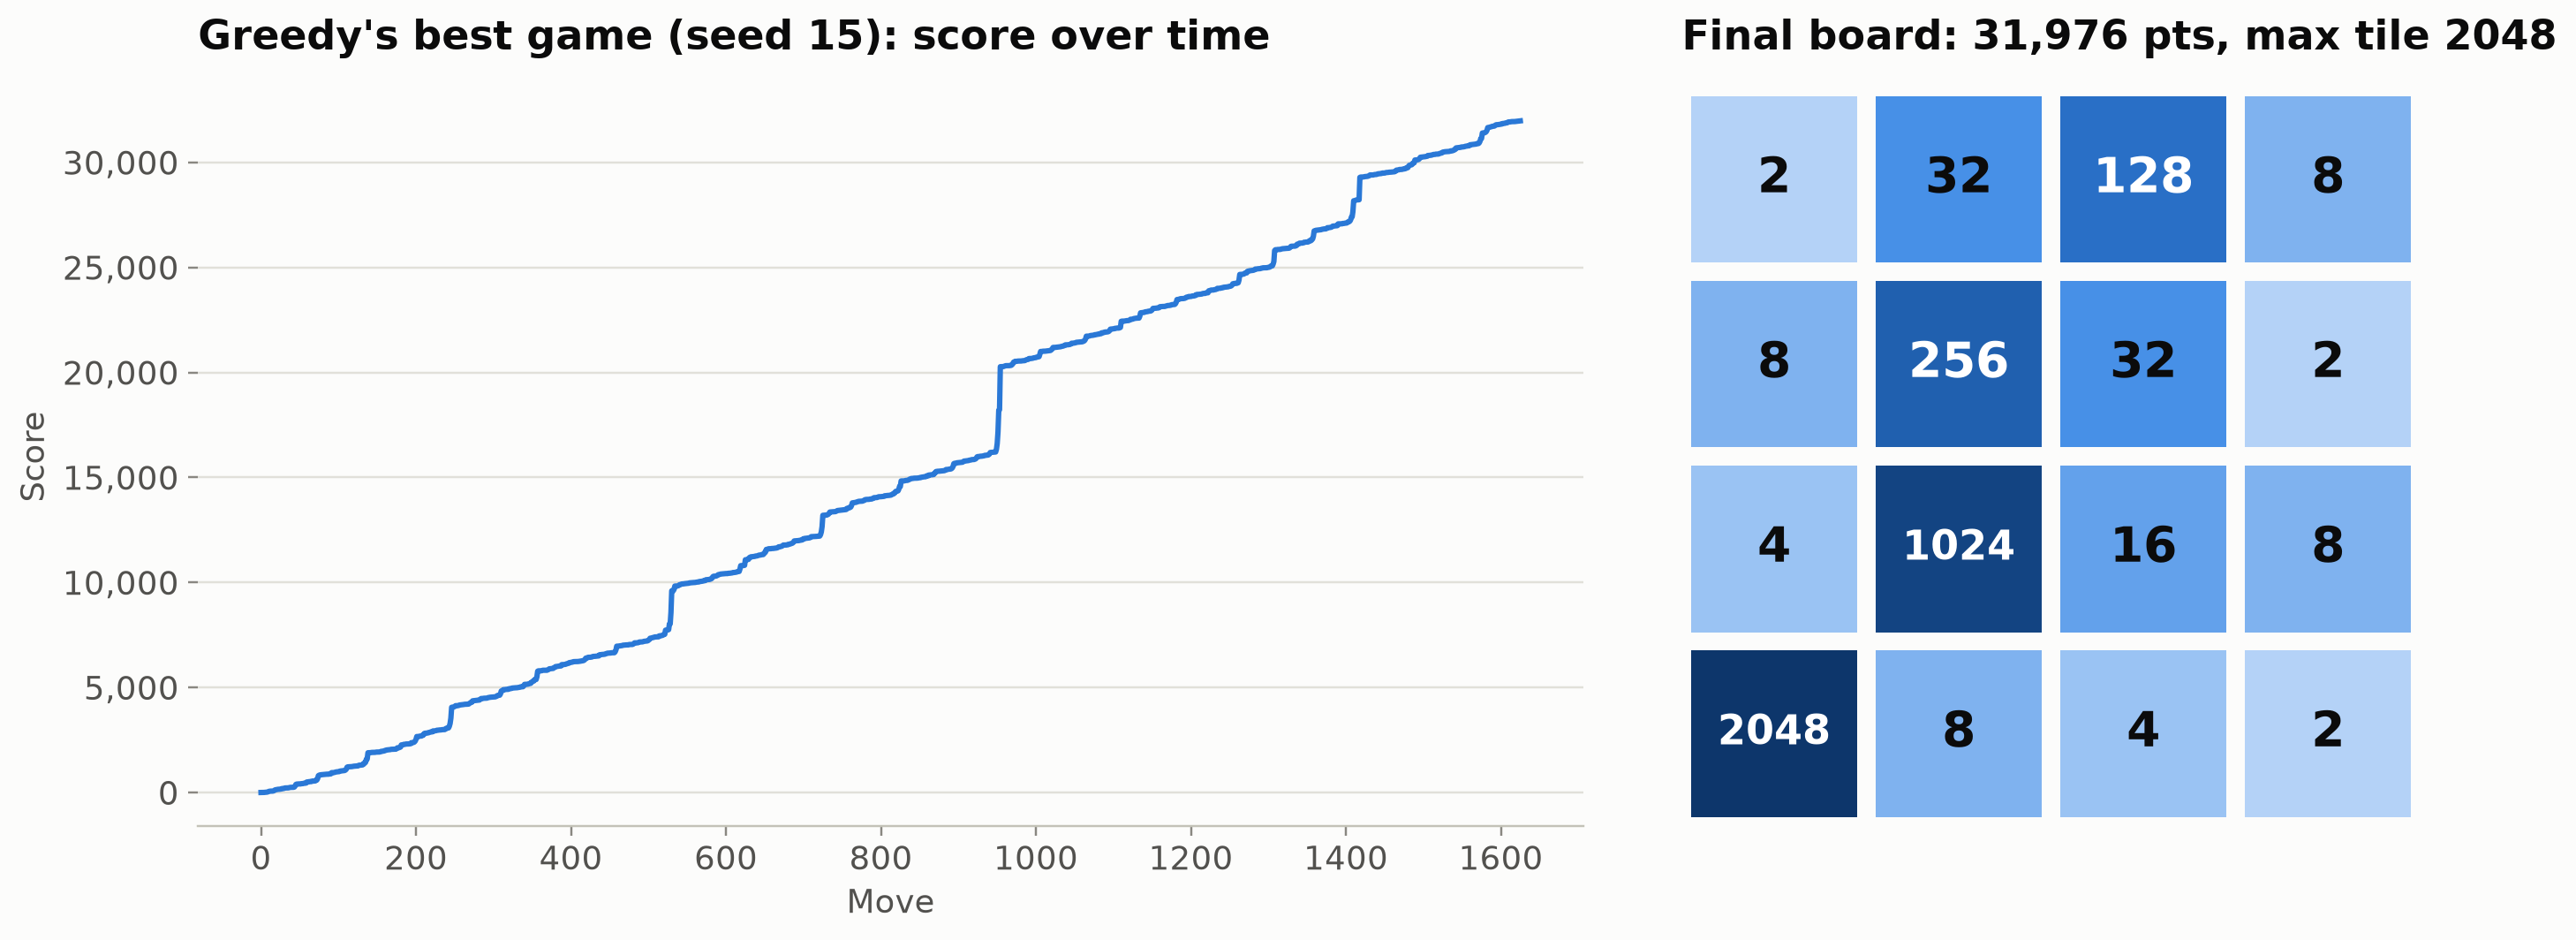 Greedy's best game (seed 15): score over time
Score
30,000
25,000
20,000
15,000
10,000
5,000
0
0 200 400 600 800 1000 1200 1400 1600
Move
Final board: 31,976 pts, max tile 2048
2 32 128 8
8 256 32 2
4 1024 16 8
2048 8 4 2